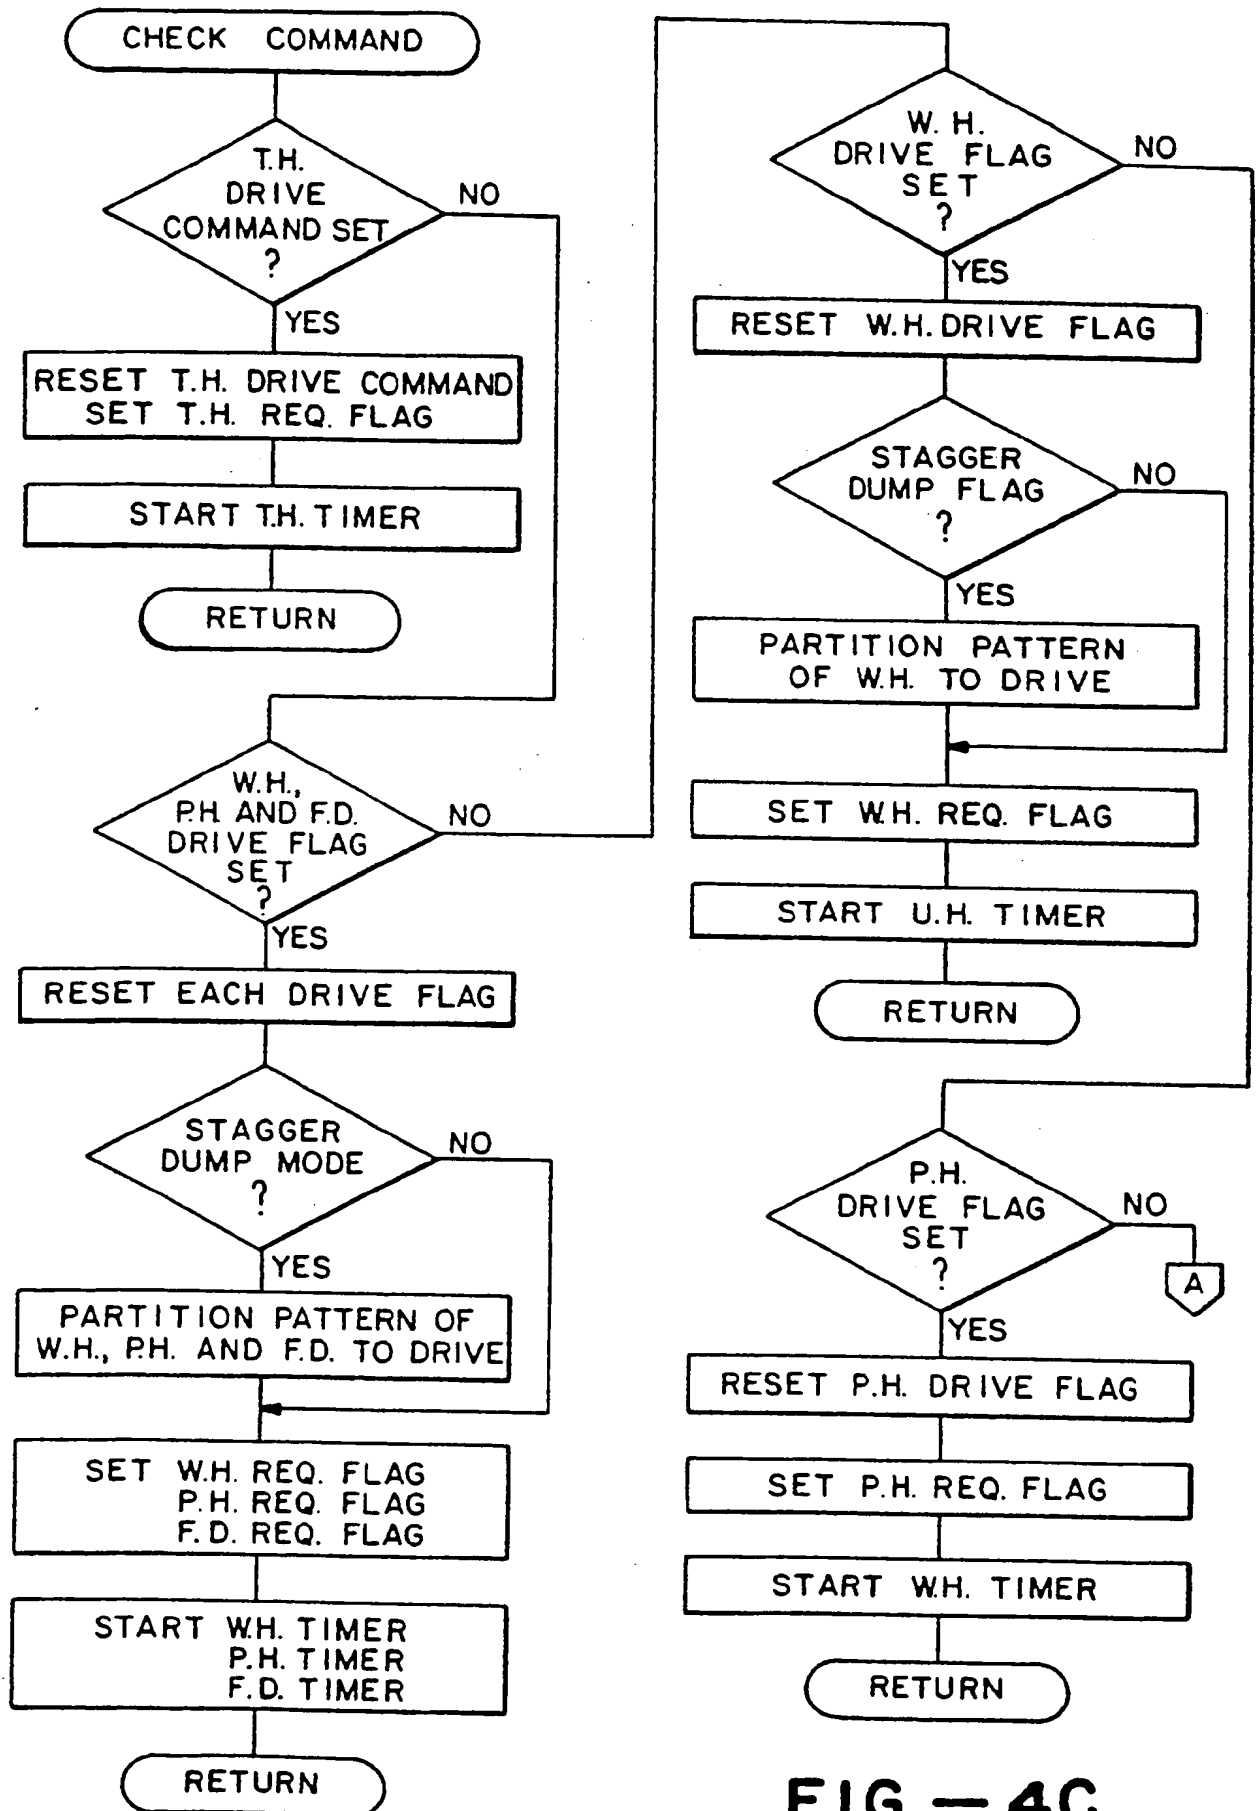 CHECK COMMAND
T.H.
DRIVE
COMMAND SET
?
NO
YES
RESET T.H. DRIVE COMMAND
SET T.H. REQ. FLAG
START T.H. TIMER
RETURN
W.H.,
P.H. AND F.D.
DRIVE FLAG
SET
?
NO
YES
RESET EACH DRIVE FLAG
STAGGER
DUMP MODE
?
NO
YES
PARTITION PATTERN OF
W.H., P.H. AND F.D. TO DRIVE
SET W.H. REQ. FLAG
P.H. REQ. FLAG
F.D. REQ. FLAG
START W.H. TIMER
P.H. TIMER
F.D. TIMER
RETURN
W.H.
DRIVE FLAG
SET
?
NO
YES
RESET W.H. DRIVE FLAG
STAGGER
DUMP FLAG
?
NO
YES
PARTITION PATTERN
OF W.H. TO DRIVE
SET W.H. REQ. FLAG
START U.H. TIMER
RETURN
P.H.
DRIVE FLAG
SET
?
NO
A
YES
RESET P.H. DRIVE FLAG
SET P.H. REQ. FLAG
START W.H. TIMER
RETURN
FIG — 4C